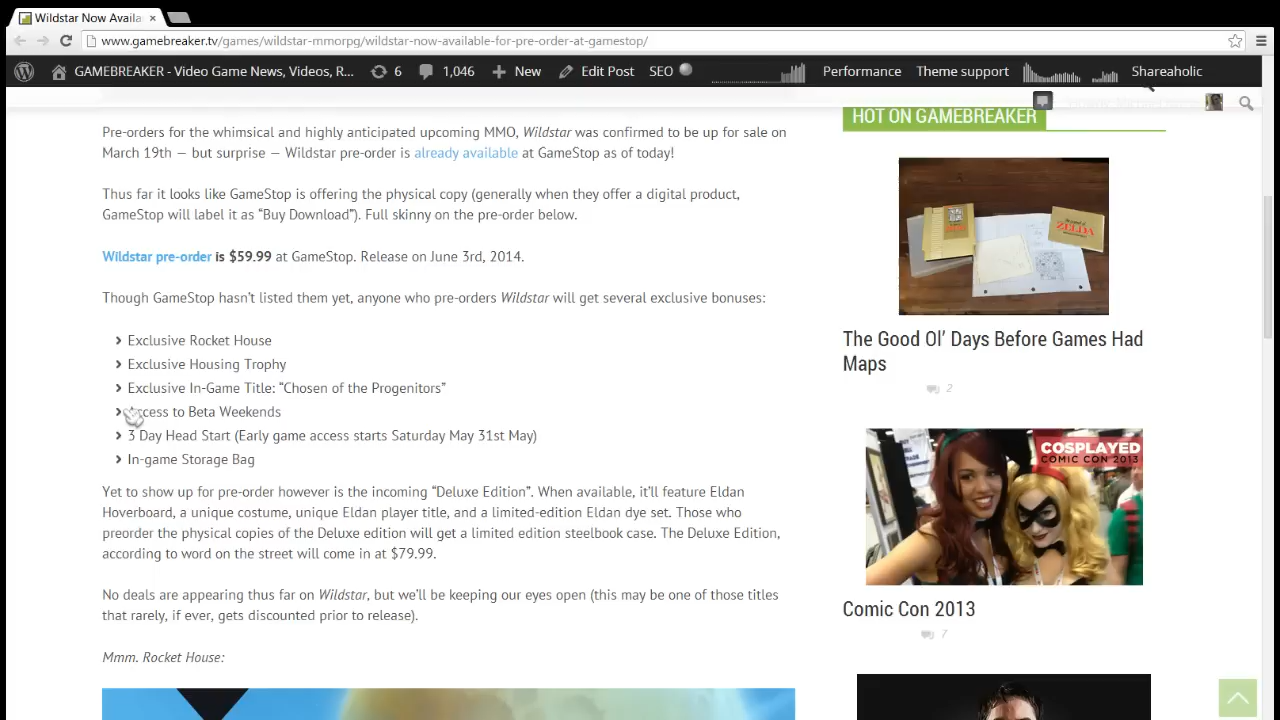 Wildstar Now Availa
www.gamebreaker.tv/games/wildstar-mmorpg/wildstar-now-available-for-pre-order-at-gamestop/
GAMEBREAKER - Video Game News, Videos, R... 6 1,046 New Edit Post SEO Performance Theme support Shareaholic
HOT ON GAMEBREAKER
Pre-orders for the whimsical and highly anticipated upcoming MMO, Wildstar was confirmed to be up for sale on
March 19th — but surprise — Wildstar pre-order is already available at GameStop as of today!
Thus far it looks like GameStop is offering the physical copy (generally when they offer a digital product,
GameStop will label it as “Buy Download”). Full skinny on the pre-order below.
Wildstar pre-order is $59.99 at GameStop. Release on June 3rd, 2014.
Though GameStop hasn’t listed them yet, anyone who pre-orders Wildstar will get several exclusive bonuses:
Exclusive Rocket House
Exclusive Housing Trophy
Exclusive In-Game Title: “Chosen of the Progenitors”
Access to Beta Weekends
3 Day Head Start (Early game access starts Saturday May 31st May)
In-game Storage Bag
Yet to show up for pre-order however is the incoming “Deluxe Edition”. When available, it’ll feature Eldan
Hoverboard, a unique costume, unique Eldan player title, and a limited-edition Eldan dye set. Those who
preorder the physical copies of the Deluxe edition will get a limited edition steelbook case. The Deluxe Edition,
according to word on the street will come in at $79.99.
No deals are appearing thus far on Wildstar, but we’ll be keeping our eyes open (this may be one of those titles
that rarely, if ever, gets discounted prior to release).
Mmm. Rocket House:
ZELDA
The Good Ol’ Days Before Games Had
Maps
2
COSPLAYED
COMIC CON 2013
Comic Con 2013
7